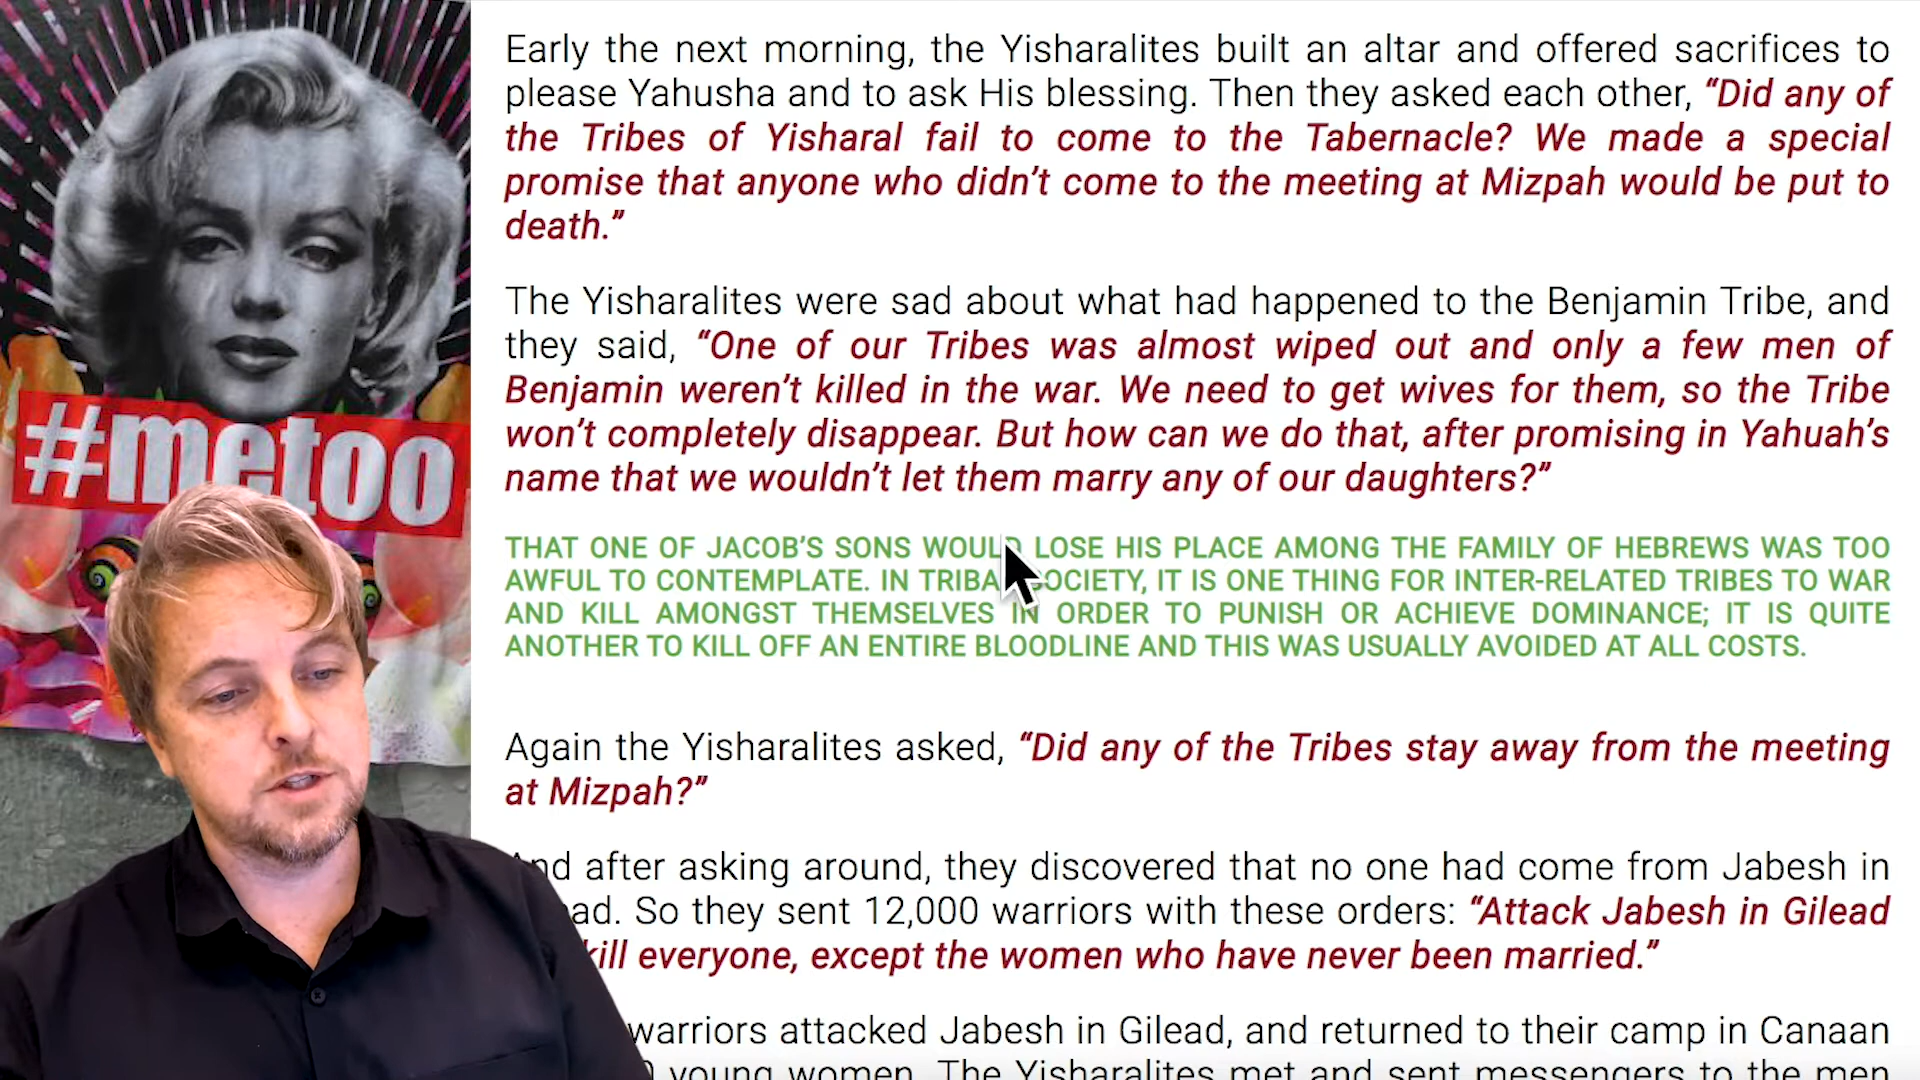 #metoo
Early the next morning, the Yisharalites built an altar and offered sacrifices to
please Yahusha and to ask His blessing. Then they asked each other, “Did any of
the Tribes of Yisharal fail to come to the Tabernacle? We made a special
promise that anyone who didn’t come to the meeting at Mizpah would be put to
death.”
The Yisharalites were sad about what had happened to the Benjamin Tribe, and
they said, “One of our Tribes was almost wiped out and only a few men of
Benjamin weren’t killed in the war. We need to get wives for them, so the Tribe
won’t completely disappear. But how can we do that, after promising in Yahuah’s
name that we wouldn’t let them marry any of our daughters?”
THAT ONE OF JACOB’S SONS WOULD LOSE HIS PLACE AMONG THE FAMILY OF HEBREWS WAS TOO
AWFUL TO CONTEMPLATE. IN TRIBAL SOCIETY, IT IS ONE THING FOR INTER-RELATED TRIBES TO WAR
AND KILL AMONGST THEMSELVES IN ORDER TO PUNISH OR ACHIEVE DOMINANCE; IT IS QUITE
ANOTHER TO KILL OFF AN ENTIRE BLOODLINE AND THIS WAS USUALLY AVOIDED AT ALL COSTS.
Again the Yisharalites asked, “Did any of the Tribes stay away from the meeting
at Mizpah?”
And after asking around, they discovered that no one had come from Jabesh in
So they sent 12,000 warriors with these orders: “Attack Jabesh in Gilead
kill everyone, except the women who have never been married.”
warriors attacked Jabesh in Gilead, and returned to their camp in Canaan
young women. The Yisharalites met and sent messengers to the men